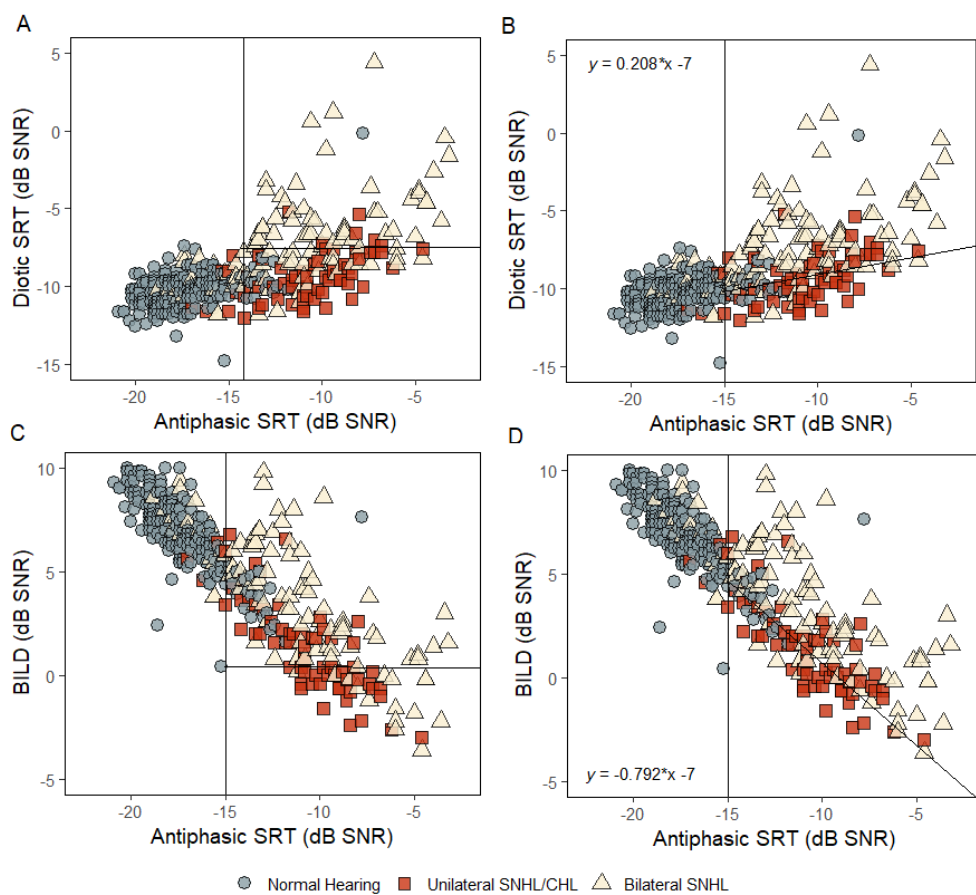 A
5
0
-5
-10
-15
Diotic SRT (dB SNR)
-20
-15
-10
-5
Antiphasic SRT (dB SNR)
B
y = 0.208*x -7
5
0
-5
-10
-15
Diotic SRT (dB SNR)
-20
-15
-10
-5
Antiphasic SRT (dB SNR)
C
10
5
0
-5
BILD (dB SNR)
-20
-15
-10
-5
Antiphasic SRT (dB SNR)
D
10
5
0
-5
BILD (dB SNR)
y = -0.792*x -7
-20
-15
-10
-5
Antiphasic SRT (dB SNR)
Normal Hearing Unilateral SNHL/CHL Bilateral SNHL